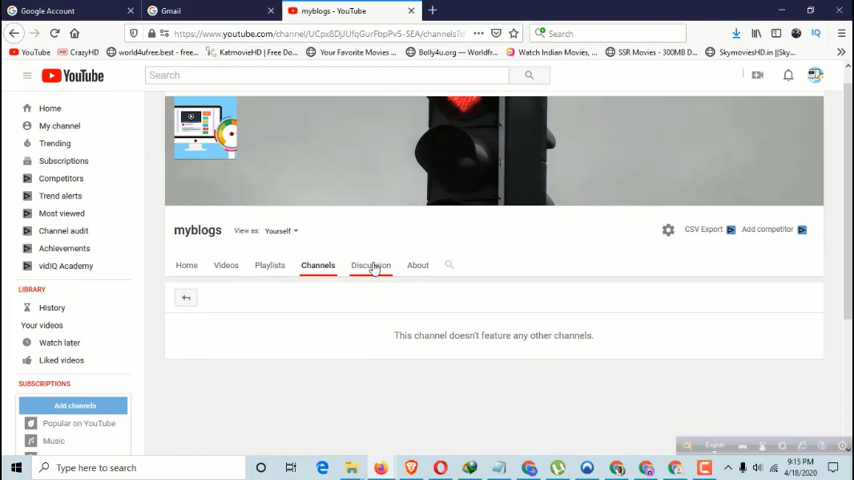 Google Account
Gmail
myblogs - YouTube
https://www.youtube.com/channel/UCpx8DjUfqGurFbpPv5-SEA/channels?
Search
YouTube
CrazyHD
world4ufree.best - free...
KatmovieHD | ...
Your Favorite Movies...
Bolly4u.org — Worldfr...
Watch Indian Movies, ...
SSR Movies - 300MB D...
SkymoviesHD.in ||Sky...
YouTube
Search
Home
My channel
Trending
Subscriptions
Competitors
Trend alerts
Most viewed
Channel audit
Achievements
vidIQ Academy
LIBRARY
History
Your videos
Watch later
Liked videos
SUBSCRIPTIONS
Add channels
Popular on YouTube
Music
myblogs
View as: Yourself
CSV Export
Add competitor
Home
Videos
Playlists
Channels
Discussion
About
This channel doesn't feature any other channels.
English
Type here to search
9:15 PM
4/18/2020